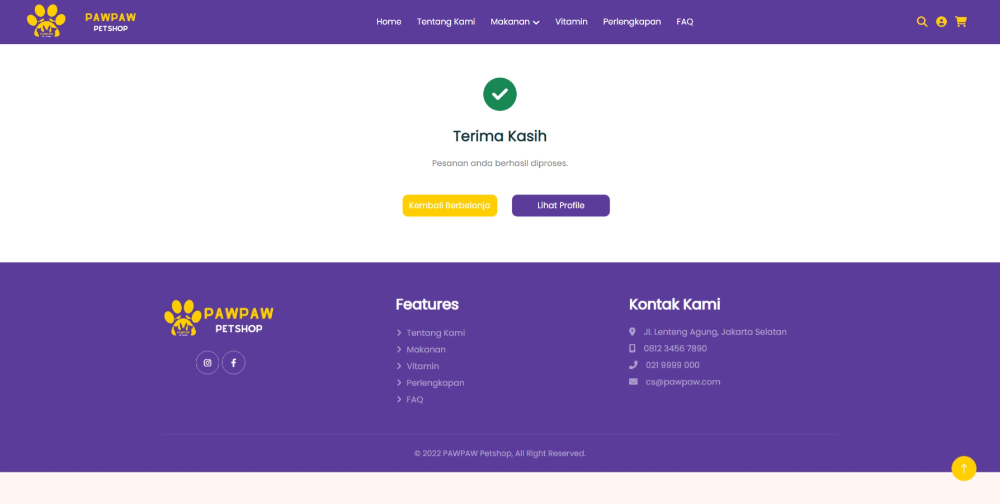 PAWPAW
PETSHOP
Home Tentang Kami Makanan Vitamin Perlengkapan FAQ
Terima Kasih
Pesanan anda berhasil diproses.
Kembali Berbelanja Lihat Profile
PAWPAW
PETSHOP
PAWPAW
Features
Tentang Kami
Makanan
Vitamin
Perlengkapan
FAQ
Kontak Kami
Jl. Lenteng Agung, Jakarta Selatan
0812 3456 7890
021 9999 000
cs@pawpaw.com
© 2022 PAWPAW Petshop, All Right Reserved.